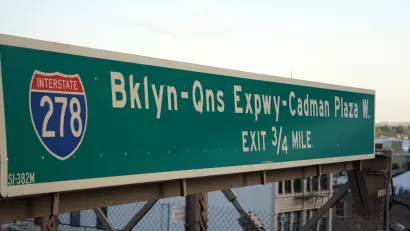 INTERSTATE
278
Bklyn-Qns Expwy-Cadman Plaza W.
EXIT 3/4 MILE
SI-382M